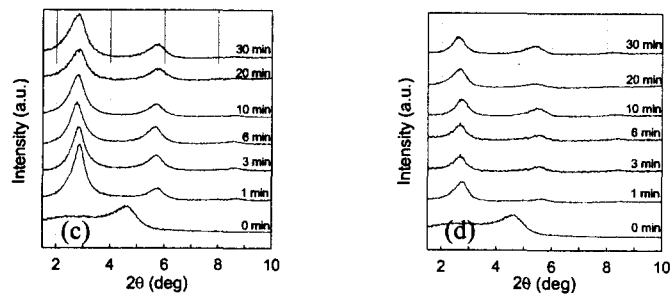 Intensity (a.u.)
30 min
20 min
10 min
6 min
3 min
1 min
0 min
(c)
2 4 6 8 10
2θ (deg)
Intensity (a.u.)
30 min
20 min
10 min
6 min
3 min
1 min
0 min
(d)
2 4 6 8 10
2θ (deg)